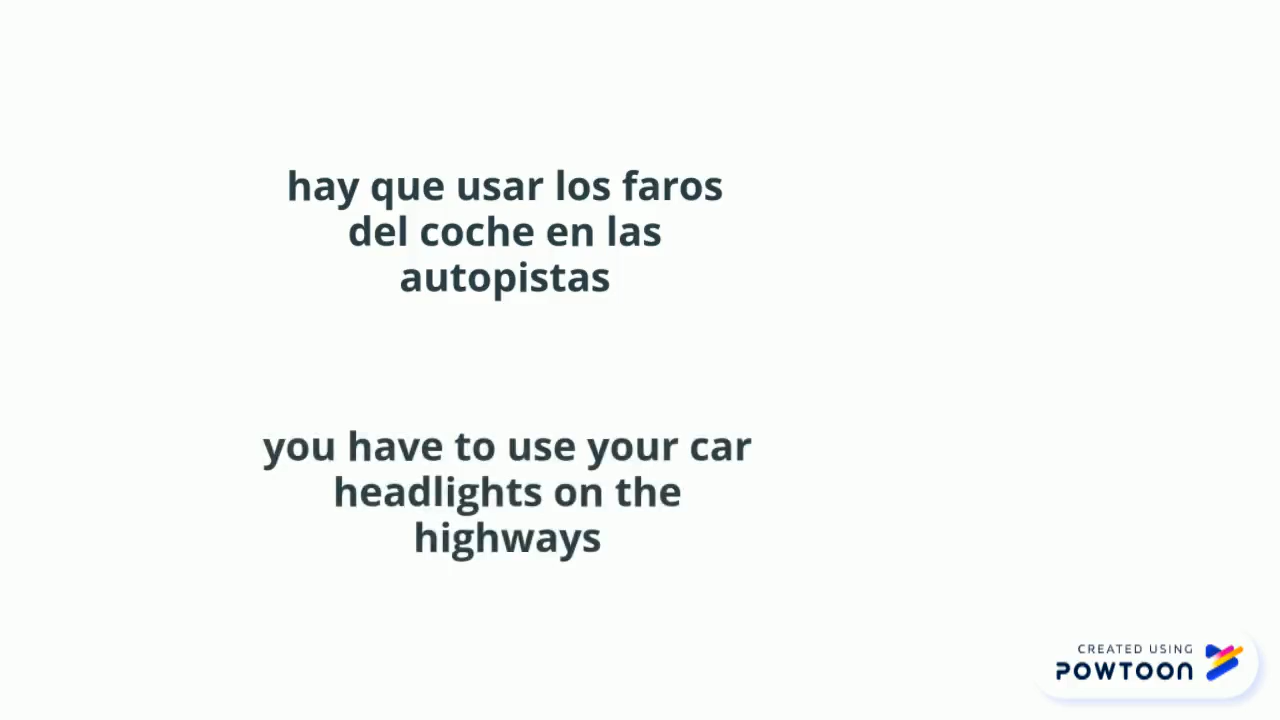 hay que usar los faros
del coche en las
autopistas
you have to use your car
headlights on the
highways
CREATED USING
POWTOON